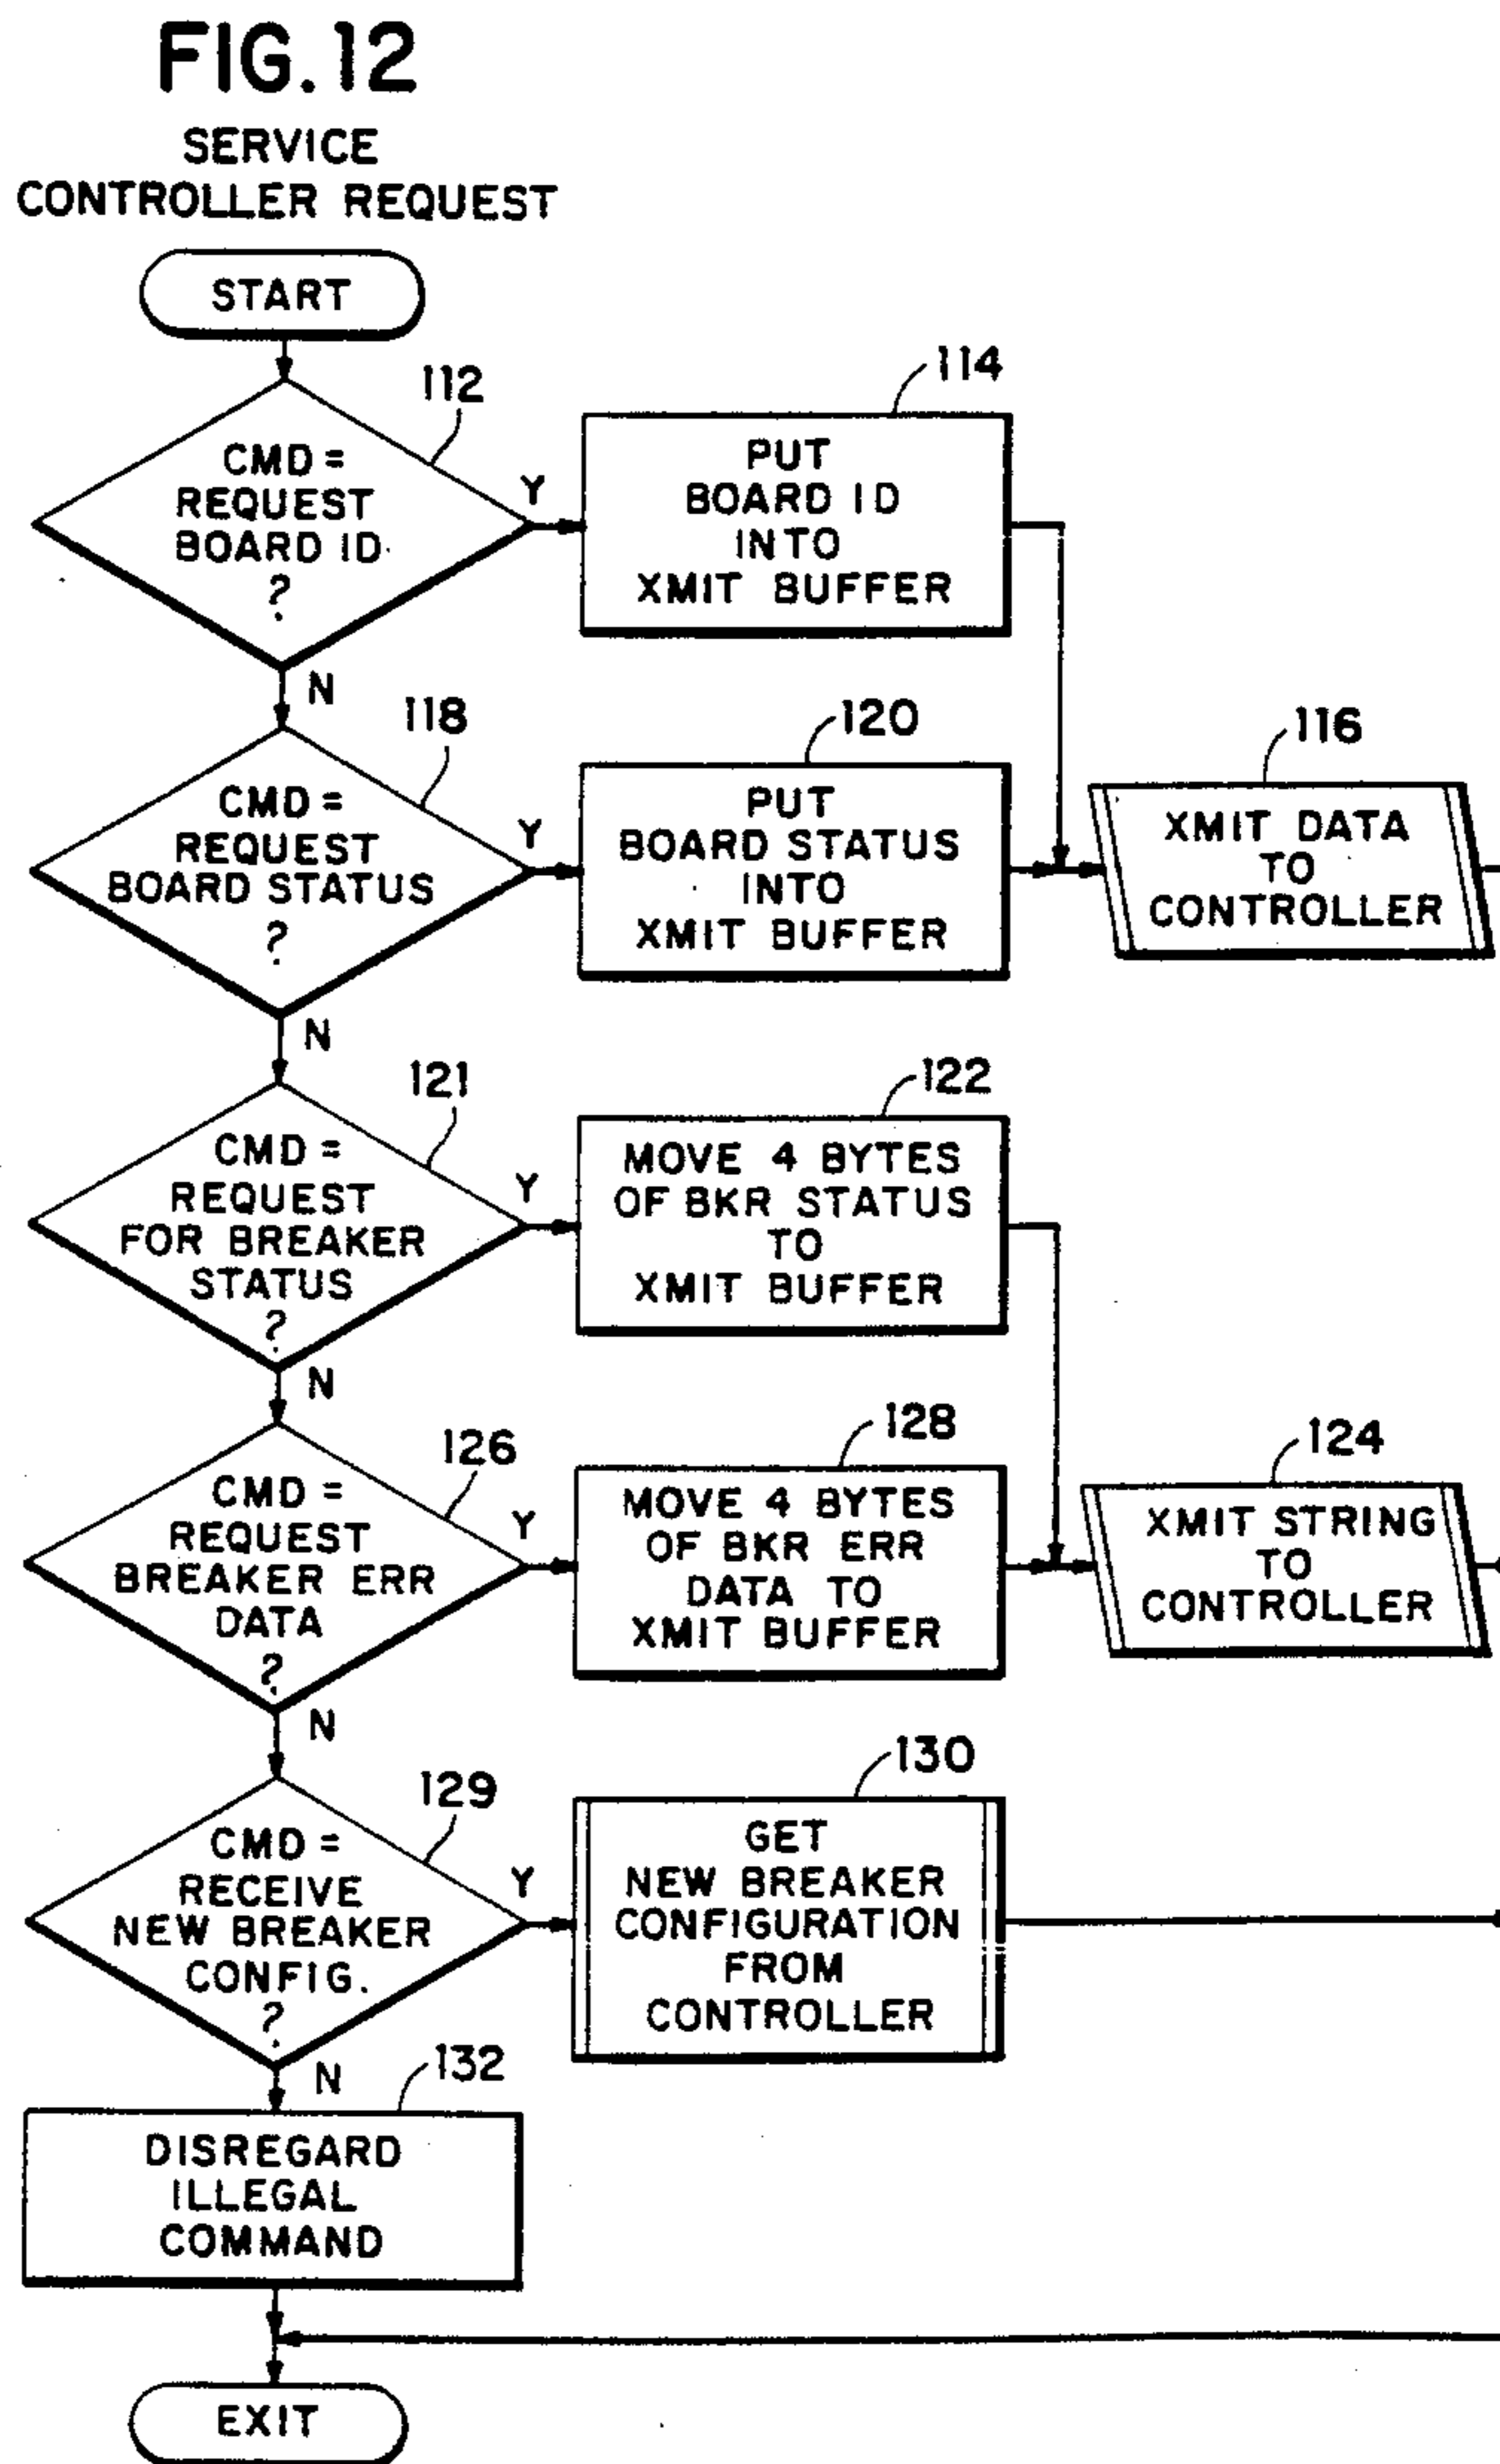 FIG.12
SERVICE
CONTROLLER REQUEST
START
112
CMD =
REQUEST
BOARD ID
?
Y
N
114
PUT
BOARD ID
INTO
XMIT BUFFER
118
CMD =
REQUEST
BOARD STATUS
?
Y
N
120
PUT
BOARD STATUS
INTO
XMIT BUFFER
116
XMIT DATA
TO
CONTROLLER
121
CMD =
REQUEST
FOR BREAKER
STATUS
?
Y
N
122
MOVE 4 BYTES
OF BKR STATUS
TO
XMIT BUFFER
126
CMD =
REQUEST
BREAKER ERR
DATA
?
Y
N
128
MOVE 4 BYTES
OF BKR ERR
DATA TO
XMIT BUFFER
124
XMIT STRING
TO
CONTROLLER
129
CMD =
RECEIVE
NEW BREAKER
CONFIG.
?
Y
N
130
GET
NEW BREAKER
CONFIGURATION
FROM
CONTROLLER
132
DISREGARD
ILLEGAL
COMMAND
EXIT